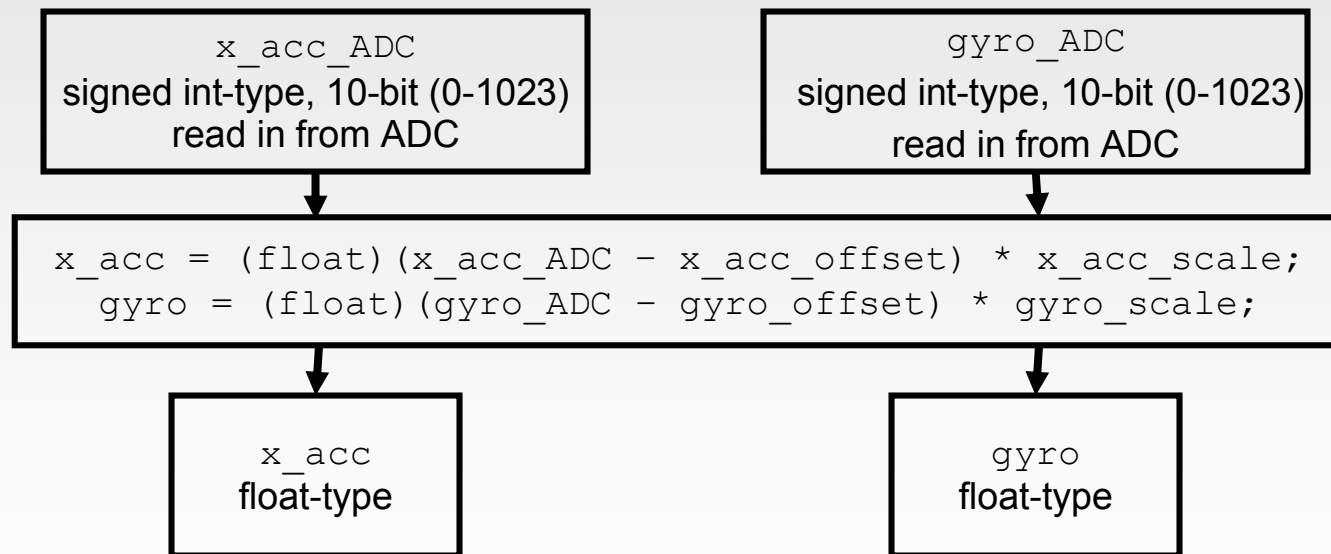 x_acc_ADC
signed int-type, 10-bit (0-1023)
read in from ADC
gyro_ADC
signed int-type, 10-bit (0-1023)
read in from ADC
x_acc = (float)(x_acc_ADC – x_acc_offset) * x_acc_scale;
gyro = (float)(gyro_ADC – gyro_offset) * gyro_scale;
x_acc
float-type
gyro
float-type